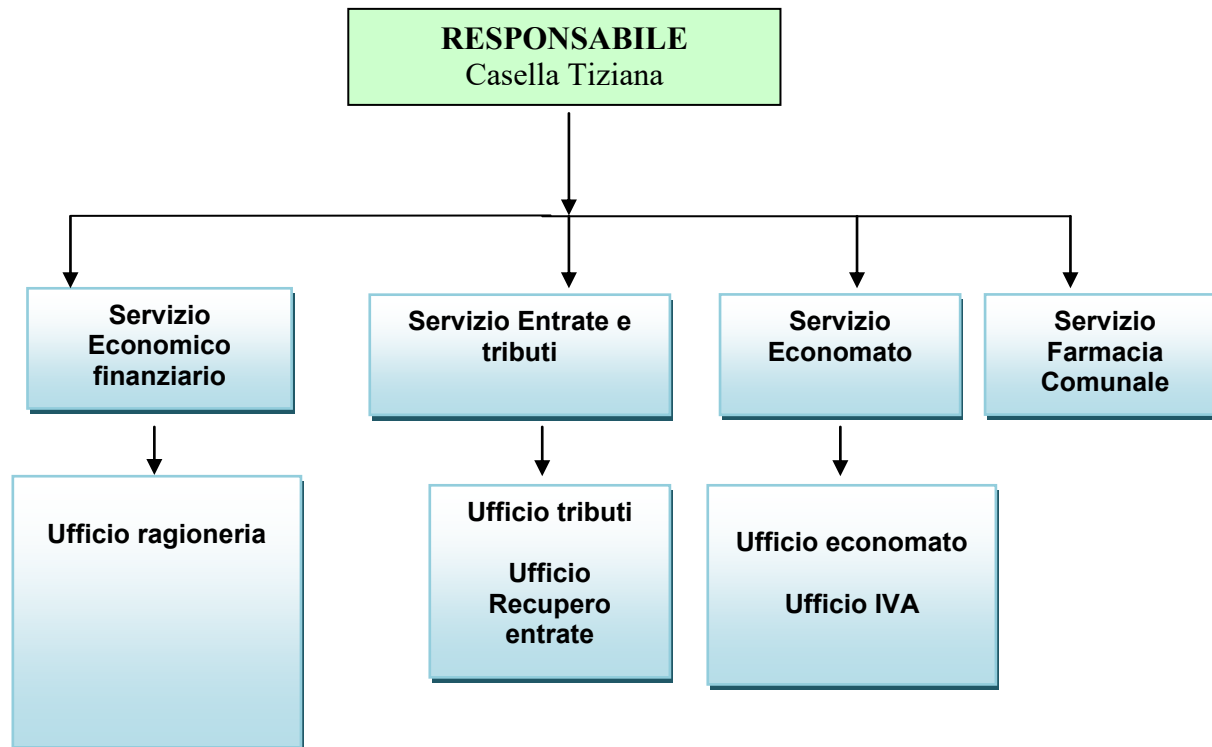 RESPONSABILE
Casella Tiziana
Servizio
Economico
finanziario
Servizio Entrate e
tributi
Servizio
Economato
Servizio
Farmacia
Comunale
Ufficio ragioneria
Ufficio tributi
Ufficio
Recupero
entrate
Ufficio economato
Ufficio IVA